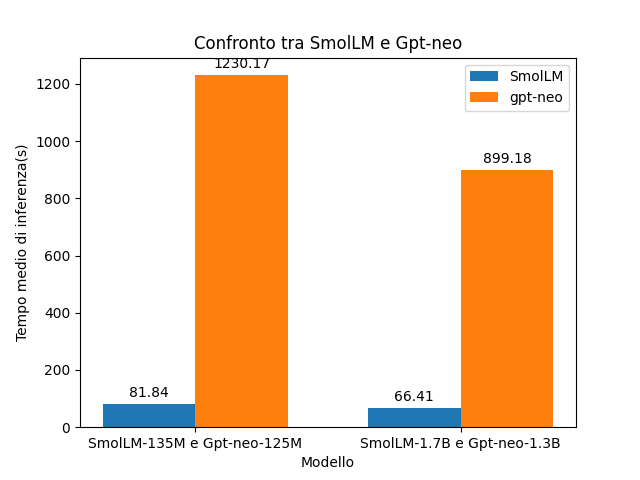 Confronto tra SmolLM e Gpt-neo
1230.17
SmolLM
gpt-neo
899.18
81.84
66.41
1200
1000
800
600
400
200
0
Tempo medio di inferenza(s)
SmolLM-135M e Gpt-neo-125M
SmolLM-1.7B e Gpt-neo-1.3B
Modello